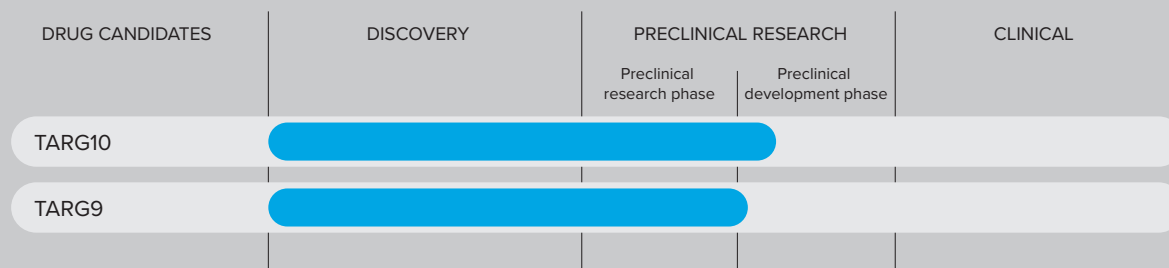 DRUG CANDIDATES
DISCOVERY
PRECLINICAL RESEARCH
CLINICAL
Preclinical
research phase
Preclinical
development phase
TARG10
TARG9